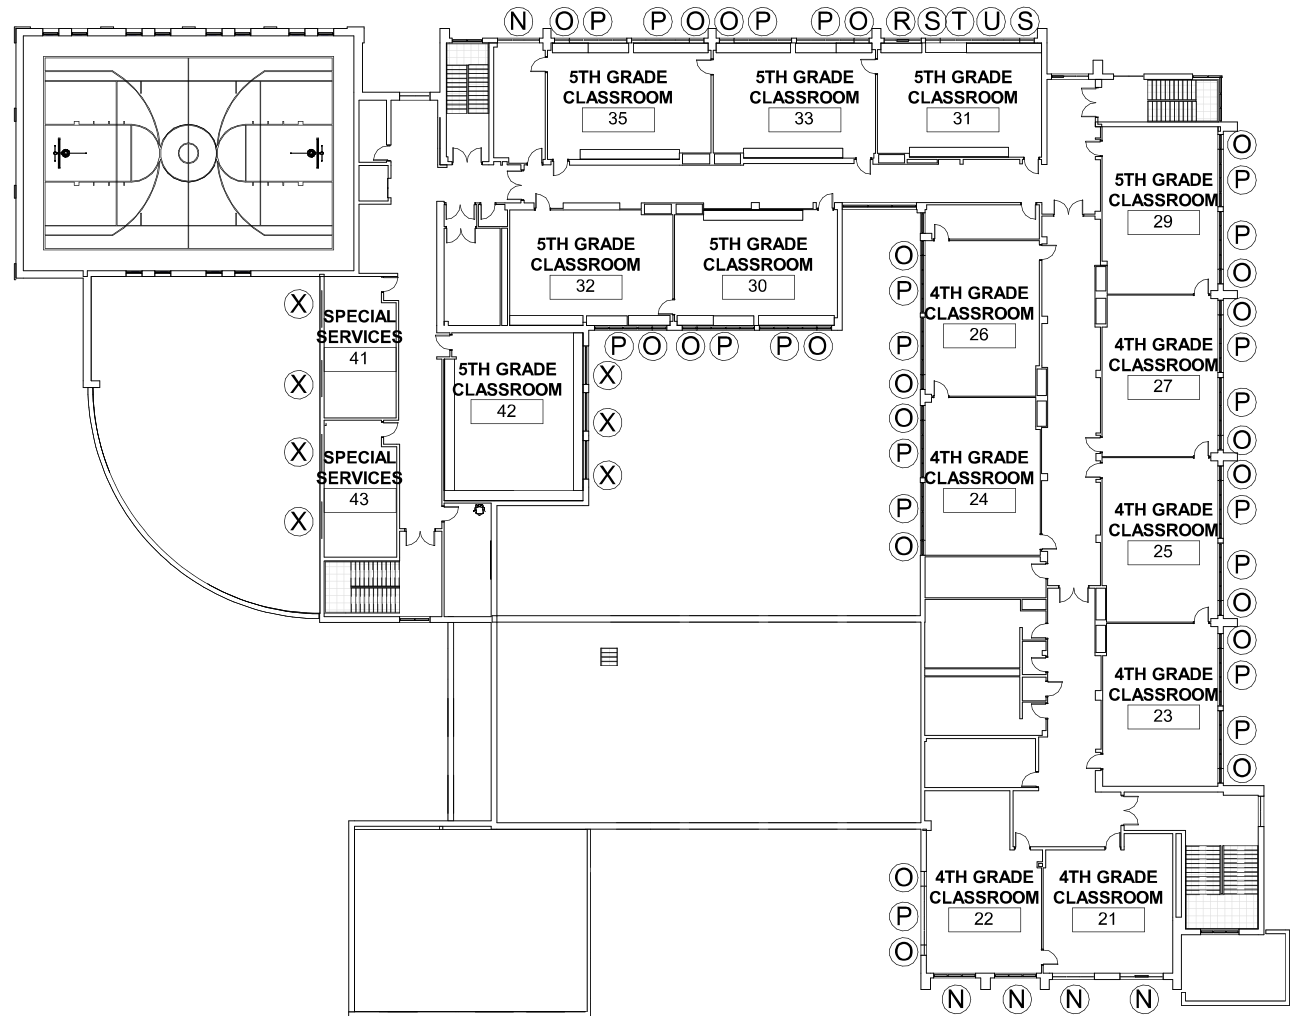 N O P P O O P P O R S T U S
5TH GRADE
CLASSROOM
35
5TH GRADE
CLASSROOM
33
5TH GRADE
CLASSROOM
31
5TH GRADE
CLASSROOM
29
O
P
P
O
5TH GRADE
CLASSROOM
32
5TH GRADE
CLASSROOM
30
P O O P P O
O
P
P
O
4TH GRADE
CLASSROOM
26
4TH GRADE
CLASSROOM
27
O
P
P
O
X
X
SPECIAL
SERVICES
41
5TH GRADE
CLASSROOM
42
X
X
X
X
X
SPECIAL
SERVICES
43
O
P
P
O
4TH GRADE
CLASSROOM
24
4TH GRADE
CLASSROOM
25
O
P
P
O
4TH GRADE
CLASSROOM
23
O
P
P
O
O
P
O
4TH GRADE
CLASSROOM
22
4TH GRADE
CLASSROOM
21
N N N N